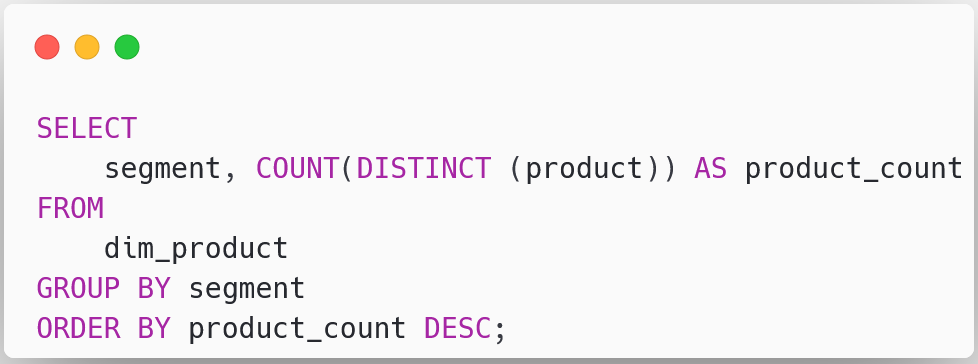 SELECT
    segment, COUNT(DISTINCT (product)) AS product_count
FROM
    dim_product
GROUP BY segment
ORDER BY product_count DESC;